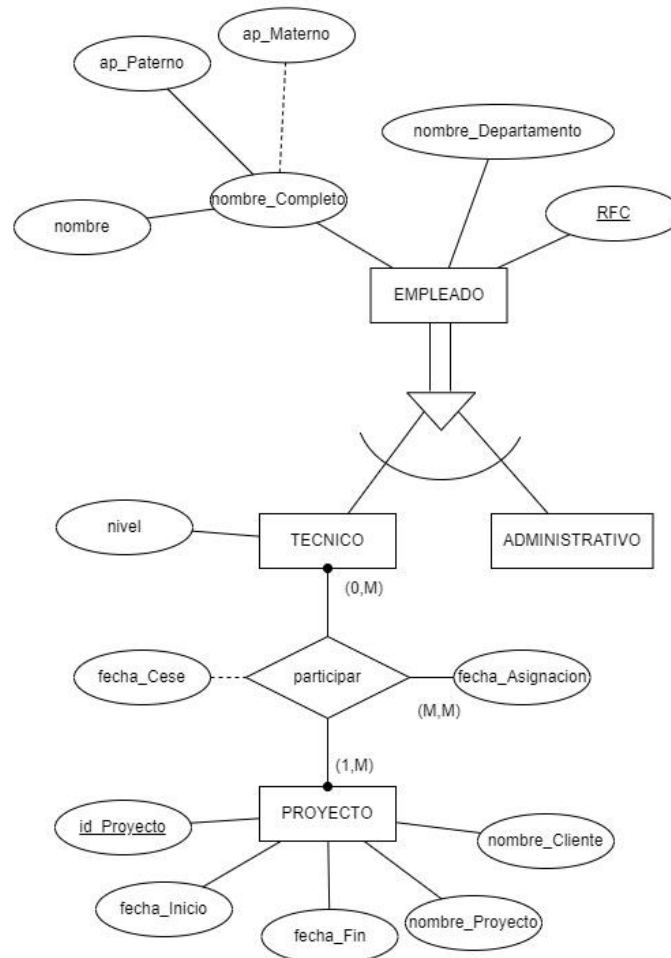 ap_Materno
ap_Paterno
nombre_Departamento
nombre_Completo
RFC
nombre
EMPLEADO
nivel
TECNICO
ADMINISTRATIVO
(0,M)
fecha_Cese
participar
fecha_Asignacion
(M,M)
(1,M)
PROYECTO
id_Proyecto
nombre_Cliente
fecha_Inicio
nombre_Proyecto
fecha_Fin